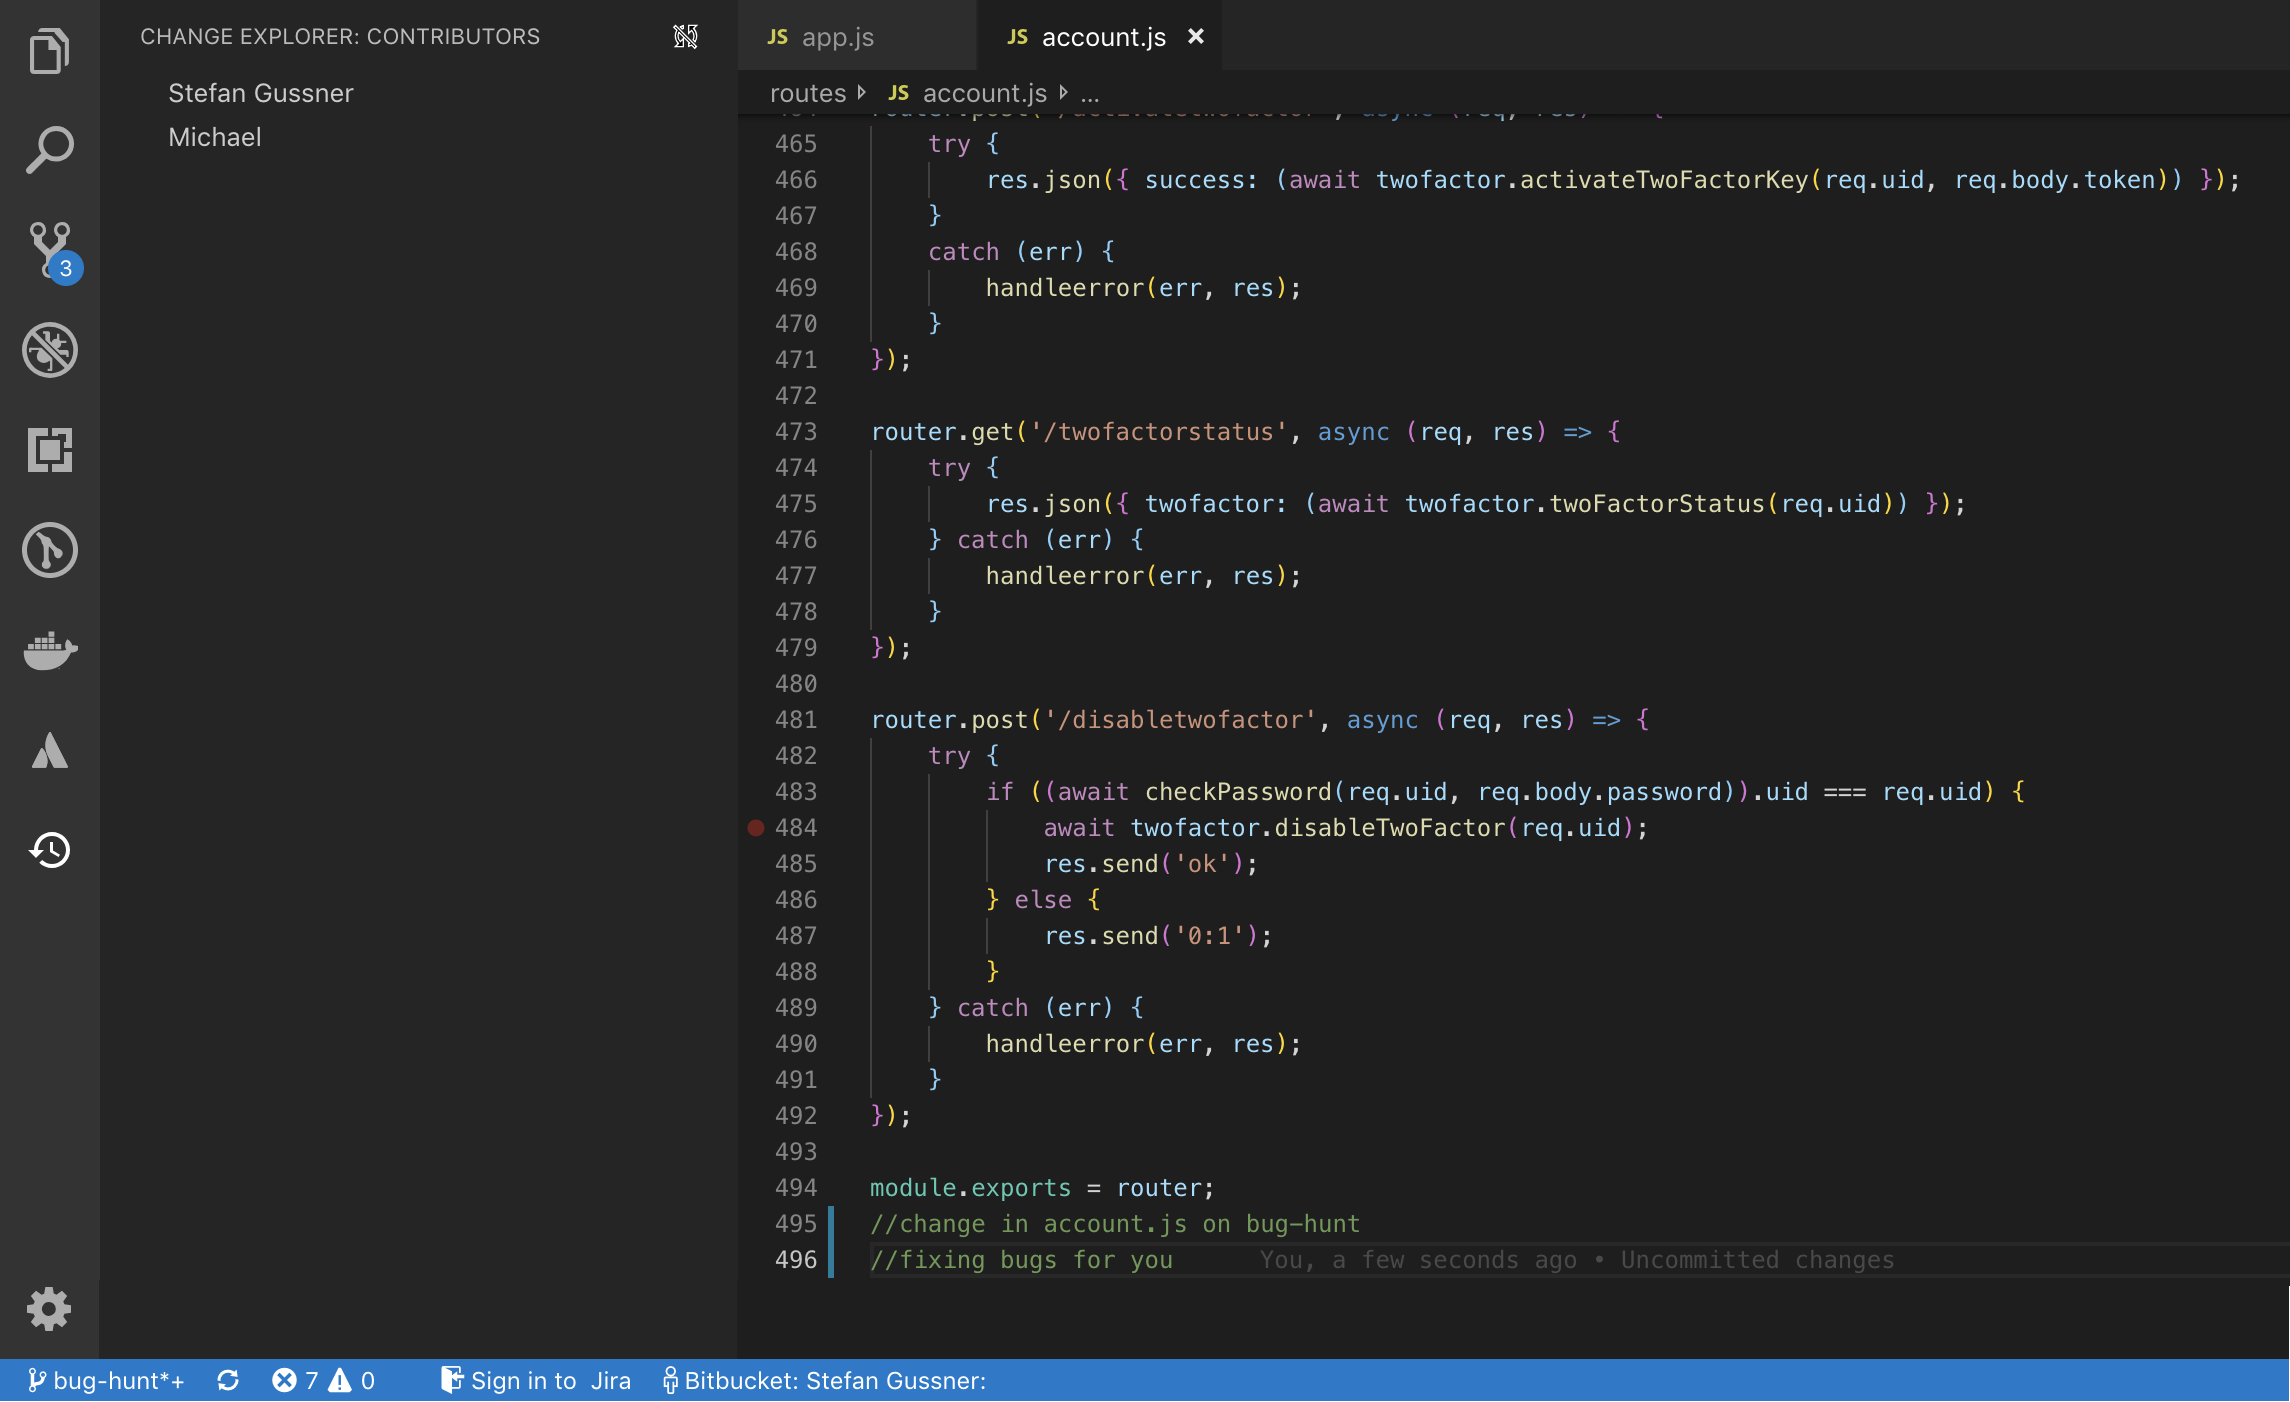 CHANGE EXPLORER: CONTRIBUTORS
Stefan Gussner
Michael
3
JS app.js
JS account.js ×
routes › JS account.js › ...
464 router.post('/activatetwofactor', async (req, res) => {
465     try {
466         res.json({ success: (await twofactor.activateTwoFactorKey(req.uid, req.body.token)) });
467     }
468     catch (err) {
469         handleerror(err, res);
470     }
471 });
472
473 router.get('/twofactorstatus', async (req, res) => {
474     try {
475         res.json({ twofactor: (await twofactor.twoFactorStatus(req.uid)) });
476     } catch (err) {
477         handleerror(err, res);
478     }
479 });
480
481 router.post('/disabletwofactor', async (req, res) => {
482     try {
483         if ((await checkPassword(req.uid, req.body.password)).uid === req.uid) {
484             await twofactor.disableTwoFactor(req.uid);
485             res.send('ok');
486         } else {
487             res.send('0:1');
488         }
489     } catch (err) {
490         handleerror(err, res);
491     }
492 });
493
494 module.exports = router;
495 //change in account.js on bug-hunt
496 //fixing bugs for you You, a few seconds ago • Uncommitted changes
bug-hunt*+ 7 0 Sign in to Jira Bitbucket: Stefan Gussner: